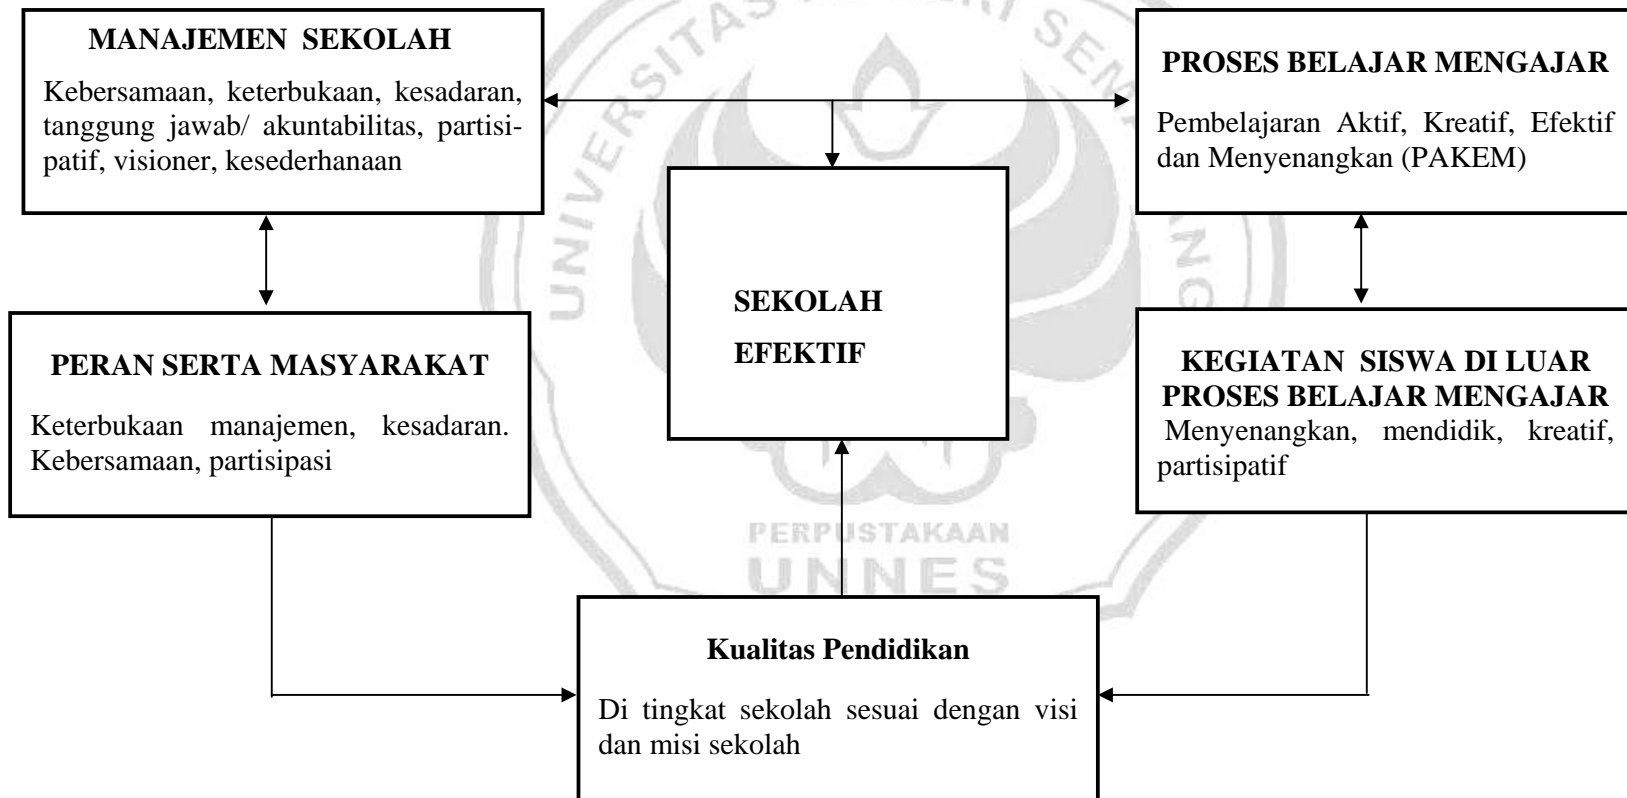 MANAJEMEN SEKOLAH
Kebersamaan, keterbukaan, kesadaran,
tanggung jawab/ akuntabilitas, partisi-
patif, visioner, kesederhanaan
PROSES BELAJAR MENGAJAR
Pembelajaran Aktif, Kreatif, Efektif
dan Menyenangkan (PAKEM)
SEKOLAH
EFEKTIF
PERAN SERTA MASYARAKAT
Keterbukaan manajemen, kesadaran.
Kebersamaan, partisipasi
KEGIATAN SISWA DI LUAR
PROSES BELAJAR MENGAJAR
Menyenangkan, mendidik, kreatif,
partisipatif
PERPUSTAKAAN
UNNES
Kualitas Pendidikan
Di tingkat sekolah sesuai dengan visi
dan misi sekolah